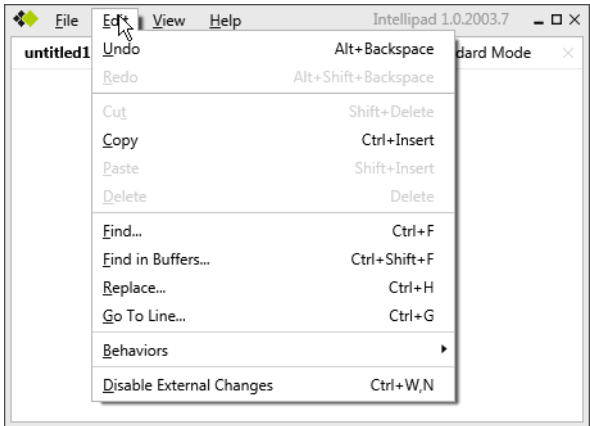 File Edit View Help Intellipad 1.0.2003.7
untitled1 dard Mode
Undo Alt+Backspace
Redo Alt+Shift+Backspace
Cut Shift+Delete
Copy Ctrl+Insert
Paste Shift+Insert
Delete Delete
Find... Ctrl+F
Find in Buffers... Ctrl+Shift+F
Replace... Ctrl+H
Go To Line... Ctrl+G
Behaviors
Disable External Changes Ctrl+W,N